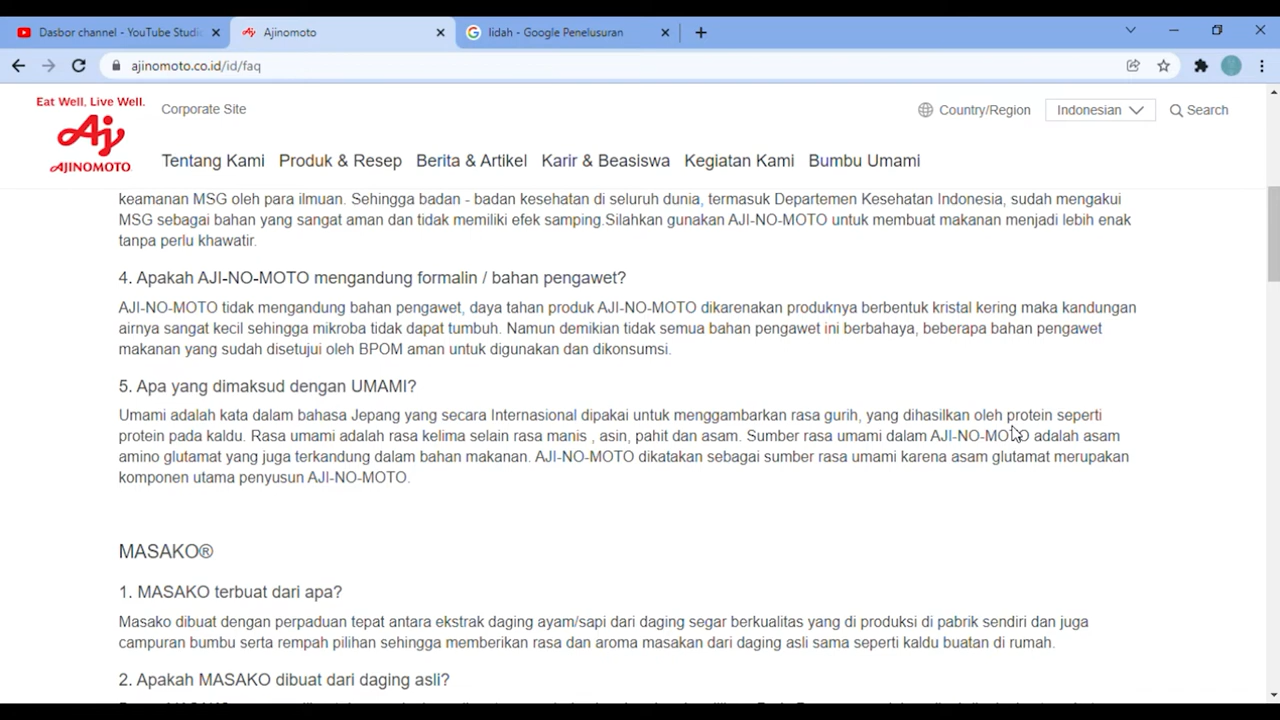 Dasbor channel - YouTube Studi
Ajinomoto
lidah - Google Penelusuran
ajinomoto.co.id/id/faq
Eat Well, Live Well.
AJINOMOTO
Corporate Site
Country/Region
Indonesian
Search
Tentang Kami
Produk & Resep
Berita & Artikel
Karir & Beasiswa
Kegiatan Kami
Bumbu Umami
keamanan MSG oleh para ilmuan. Sehingga badan - badan kesehatan di seluruh dunia, termasuk Departemen Kesehatan Indonesia, sudah mengakui
MSG sebagai bahan yang sangat aman dan tidak memiliki efek samping.Silahkan gunakan AJI-NO-MOTO untuk membuat makanan menjadi lebih enak
tanpa perlu khawatir.
4. Apakah AJI-NO-MOTO mengandung formalin / bahan pengawet?
AJI-NO-MOTO tidak mengandung bahan pengawet, daya tahan produk AJI-NO-MOTO dikarenakan produknya berbentuk kristal kering maka kandungan
airnya sangat kecil sehingga mikroba tidak dapat tumbuh. Namun demikian tidak semua bahan pengawet ini berbahaya, beberapa bahan pengawet
makanan yang sudah disetujui oleh BPOM aman untuk digunakan dan dikonsumsi.
5. Apa yang dimaksud dengan UMAMI?
Umami adalah kata dalam bahasa Jepang yang secara Internasional dipakai untuk menggambarkan rasa gurih, yang dihasilkan oleh protein seperti
protein pada kaldu. Rasa umami adalah rasa kelima selain rasa manis , asin, pahit dan asam. Sumber rasa umami dalam AJI-NO-MOTO adalah asam
amino glutamat yang juga terkandung dalam bahan makanan. AJI-NO-MOTO dikatakan sebagai sumber rasa umami karena asam glutamat merupakan
komponen utama penyusun AJI-NO-MOTO.
MASAKO®
1. MASAKO terbuat dari apa?
Masako dibuat dengan perpaduan tepat antara ekstrak daging ayam/sapi dari daging segar berkualitas yang di produksi di pabrik sendiri dan juga
campuran bumbu serta rempah pilihan sehingga memberikan rasa dan aroma masakan dari daging asli sama seperti kaldu buatan di rumah.
2. Apakah MASAKO dibuat dari daging asli?